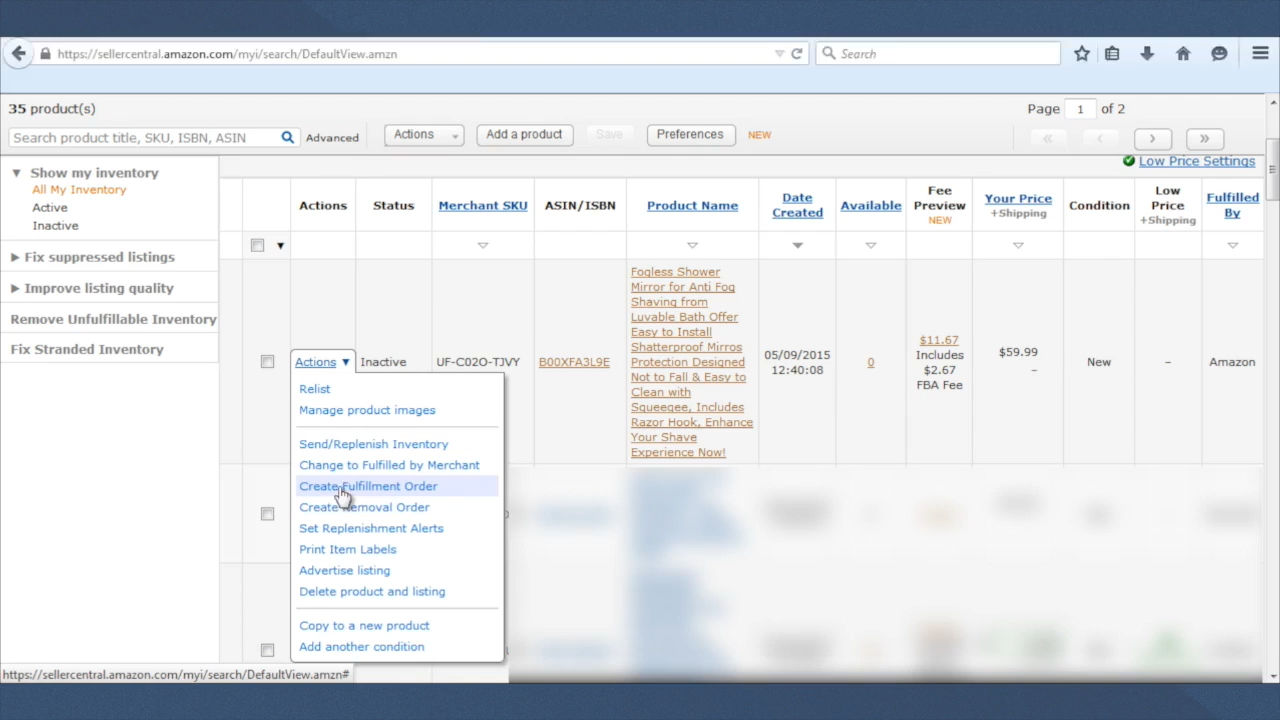 https://sellercentral.amazon.com/myi/search/DefaultView.amzn
Search
35 product(s)
Page 1 of 2
Search product title, SKU, ISBN, ASIN
Advanced
Actions
Add a product
Save
Preferences
NEW
Low Price Settings
Show my inventory
All My Inventory
Active
Inactive
Fix suppressed listings
Improve listing quality
Remove Unfulfillable Inventory
Fix Stranded Inventory
Actions
Status
Merchant SKU
ASIN/ISBN
Product Name
Date
Created
Available
Fee
Preview
NEW
Your Price
+Shipping
Condition
Low
Price
+Shipping
Fulfilled
By
Actions
Inactive
UF-C02O-TJVY
B00XFA3L9E
Fogless Shower
Mirror for Anti Fog
Shaving from
Luvable Bath Offer
Easy to Install
Shatterproof Mirros
Protection Designed
Not to Fall & Easy to
Clean with
Squeegee, Includes
Razor Hook, Enhance
Your Shave
Experience Now!
05/09/2015
12:40:08
0
$11.67
Includes
$2.67
FBA Fee
$59.99
–
New
–
Amazon
Relist
Manage product images
Send/Replenish Inventory
Change to Fulfilled by Merchant
Create Fulfillment Order
Create Removal Order
Set Replenishment Alerts
Print Item Labels
Advertise listing
Delete product and listing
Copy to a new product
Add another condition
https://sellercentral.amazon.com/myi/search/DefaultView.amzn#